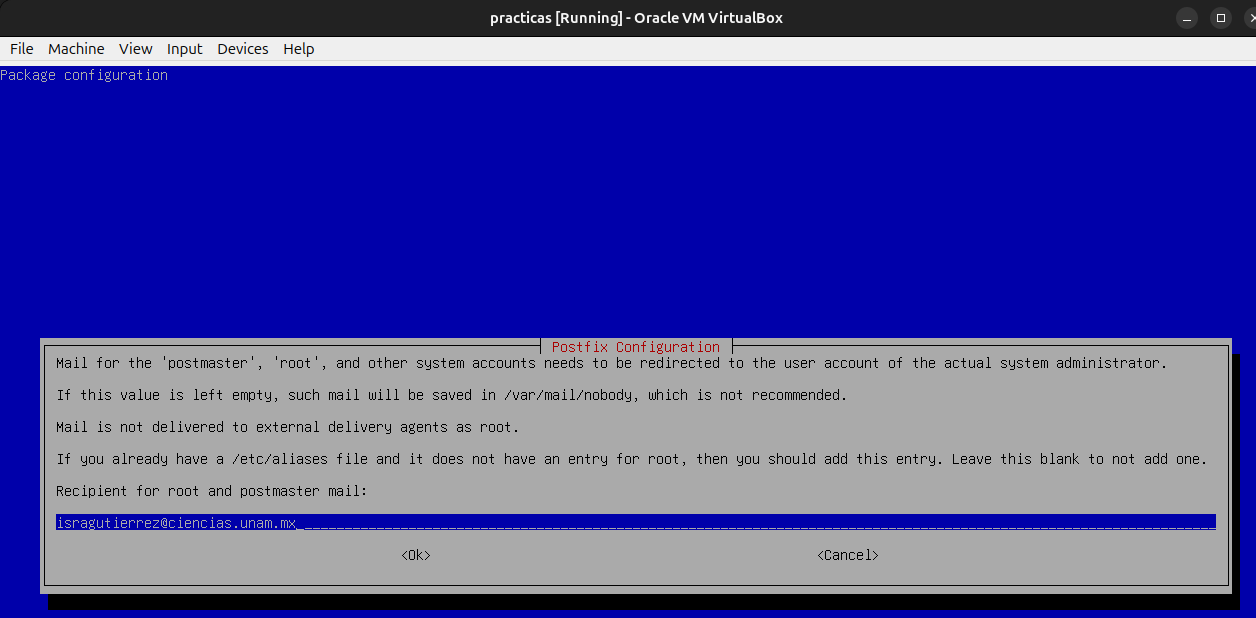 practicas [Running] - Oracle VM VirtualBox
File Machine View Input Devices Help
Package configuration
Postfix Configuration
Mail for the 'postmaster', 'root', and other system accounts needs to be redirected to the user account of the actual system administrator.
If this value is left empty, such mail will be saved in /var/mail/nobody, which is not recommended.
Mail is not delivered to external delivery agents as root.
If you already have a /etc/aliases file and it does not have an entry for root, then you should add this entry. Leave this blank to not add one.
Recipient for root and postmaster mail:
isragutierrez@ciencias.unam.mx
<Ok> <Cancel>